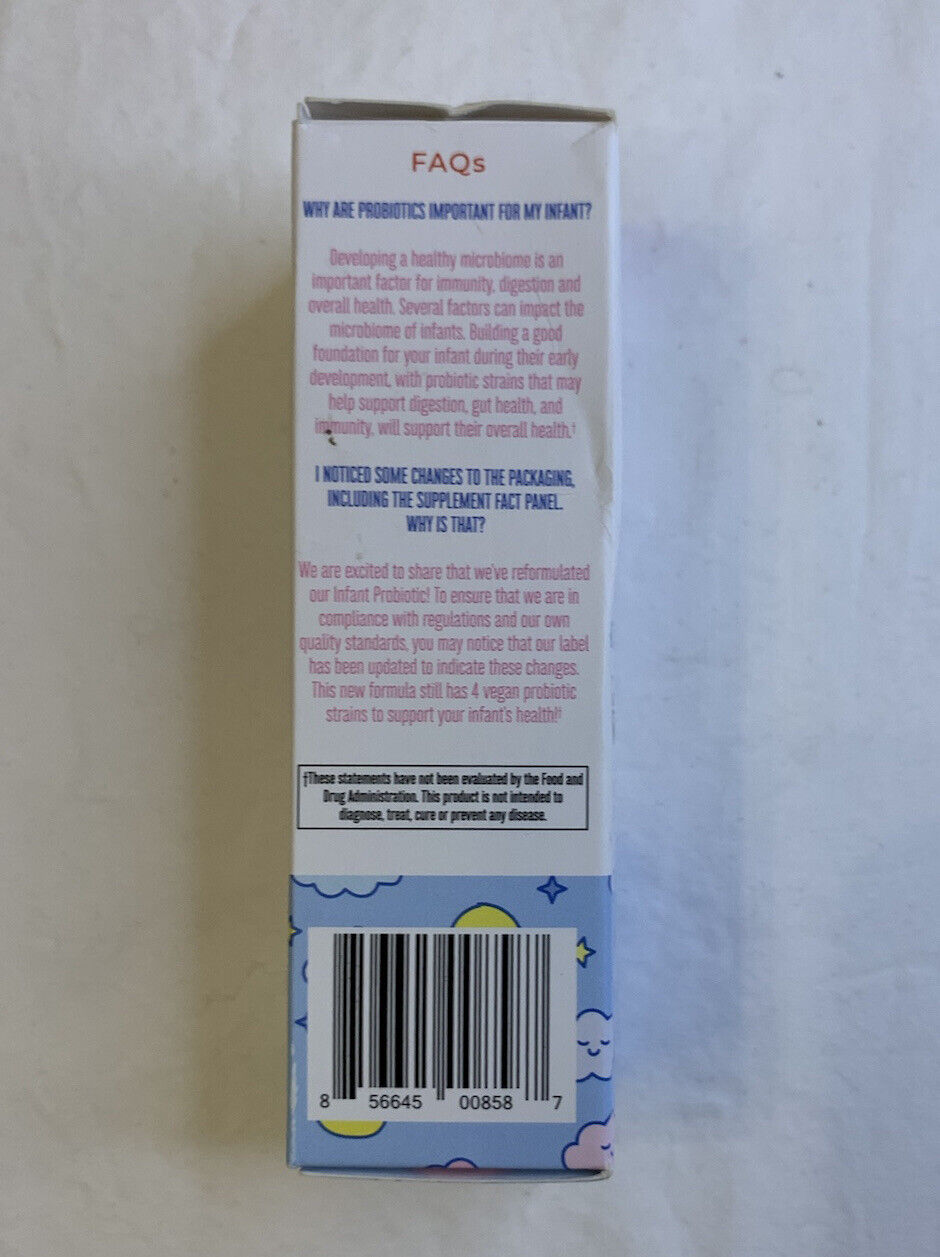 FAQs
WHY ARE PROBIOTICS IMPORTANT FOR MY INFANT?
Developing a healthy microbiome is an
important factor for immunity, digestion and
overall health. Several factors can impact the
microbiome of infants. Building a good
foundation for your infant during their early
development, with probiotic strains that may
help support digestion, gut health, and
immunity, will support their overall health.†
I NOTICED SOME CHANGES TO THE PACKAGING,
INCLUDING THE SUPPLEMENT FACT PANEL.
WHY IS THAT?
We are excited to share that we've reformulated
our Infant Probiotic! To ensure that we are in
compliance with regulations and our own
quality standards, you may notice that our label
has been updated to indicate these changes.
This new formula still has 4 vegan probiotic
strains to support your infant's health!†
†These statements have not been evaluated by the Food and
Drug Administration. This product is not intended to
diagnose, treat, cure or prevent any disease.
8 56645 00858 7